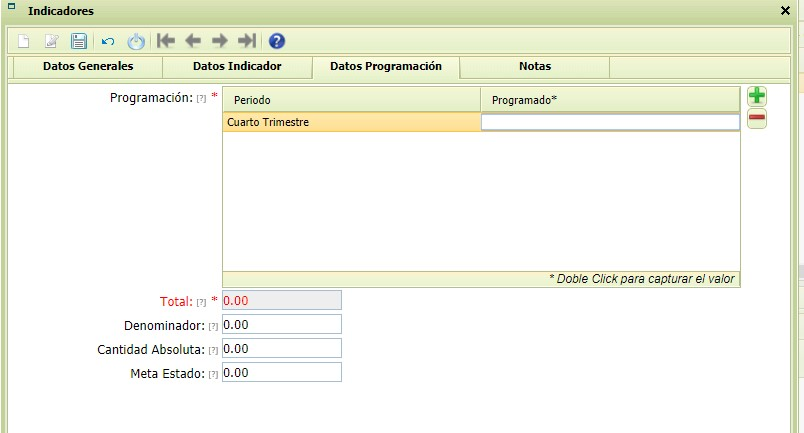 Indicadores
Datos Generales Datos Indicador Datos Programación Notas
Programación: [?] * Periodo Programado*
Cuarto Trimestre
* Doble Click para capturar el valor
Total: [?] * 0.00
Denominador: [?] 0.00
Cantidad Absoluta: [?] 0.00
Meta Estado: [?] 0.00